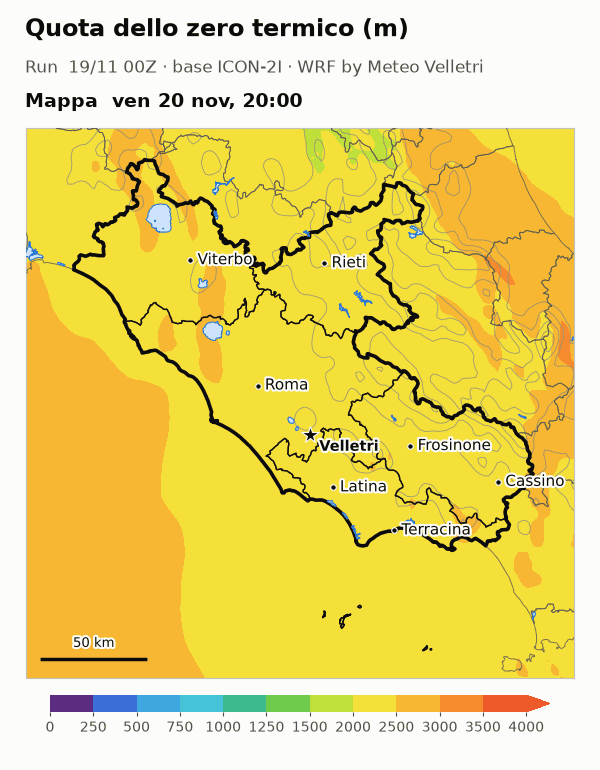 Quota dello zero termico (m)
Run  19/11 00Z · base ICON-2I · WRF by Meteo Velletri
Mappa  ven 20 nov, 20:00
Viterbo
Rieti
Roma
Velletri
Frosinone
Latina
Cassino
Terracina
50 km
0 250 500 750 1000 1250 1500 2000 2500 3000 3500 4000